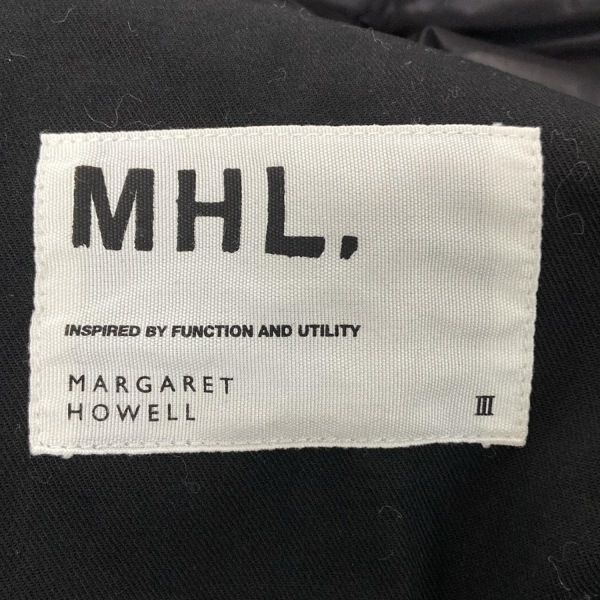 MHL.
INSPIRED BY FUNCTION AND UTILITY
MARGARET
HOWELL
III